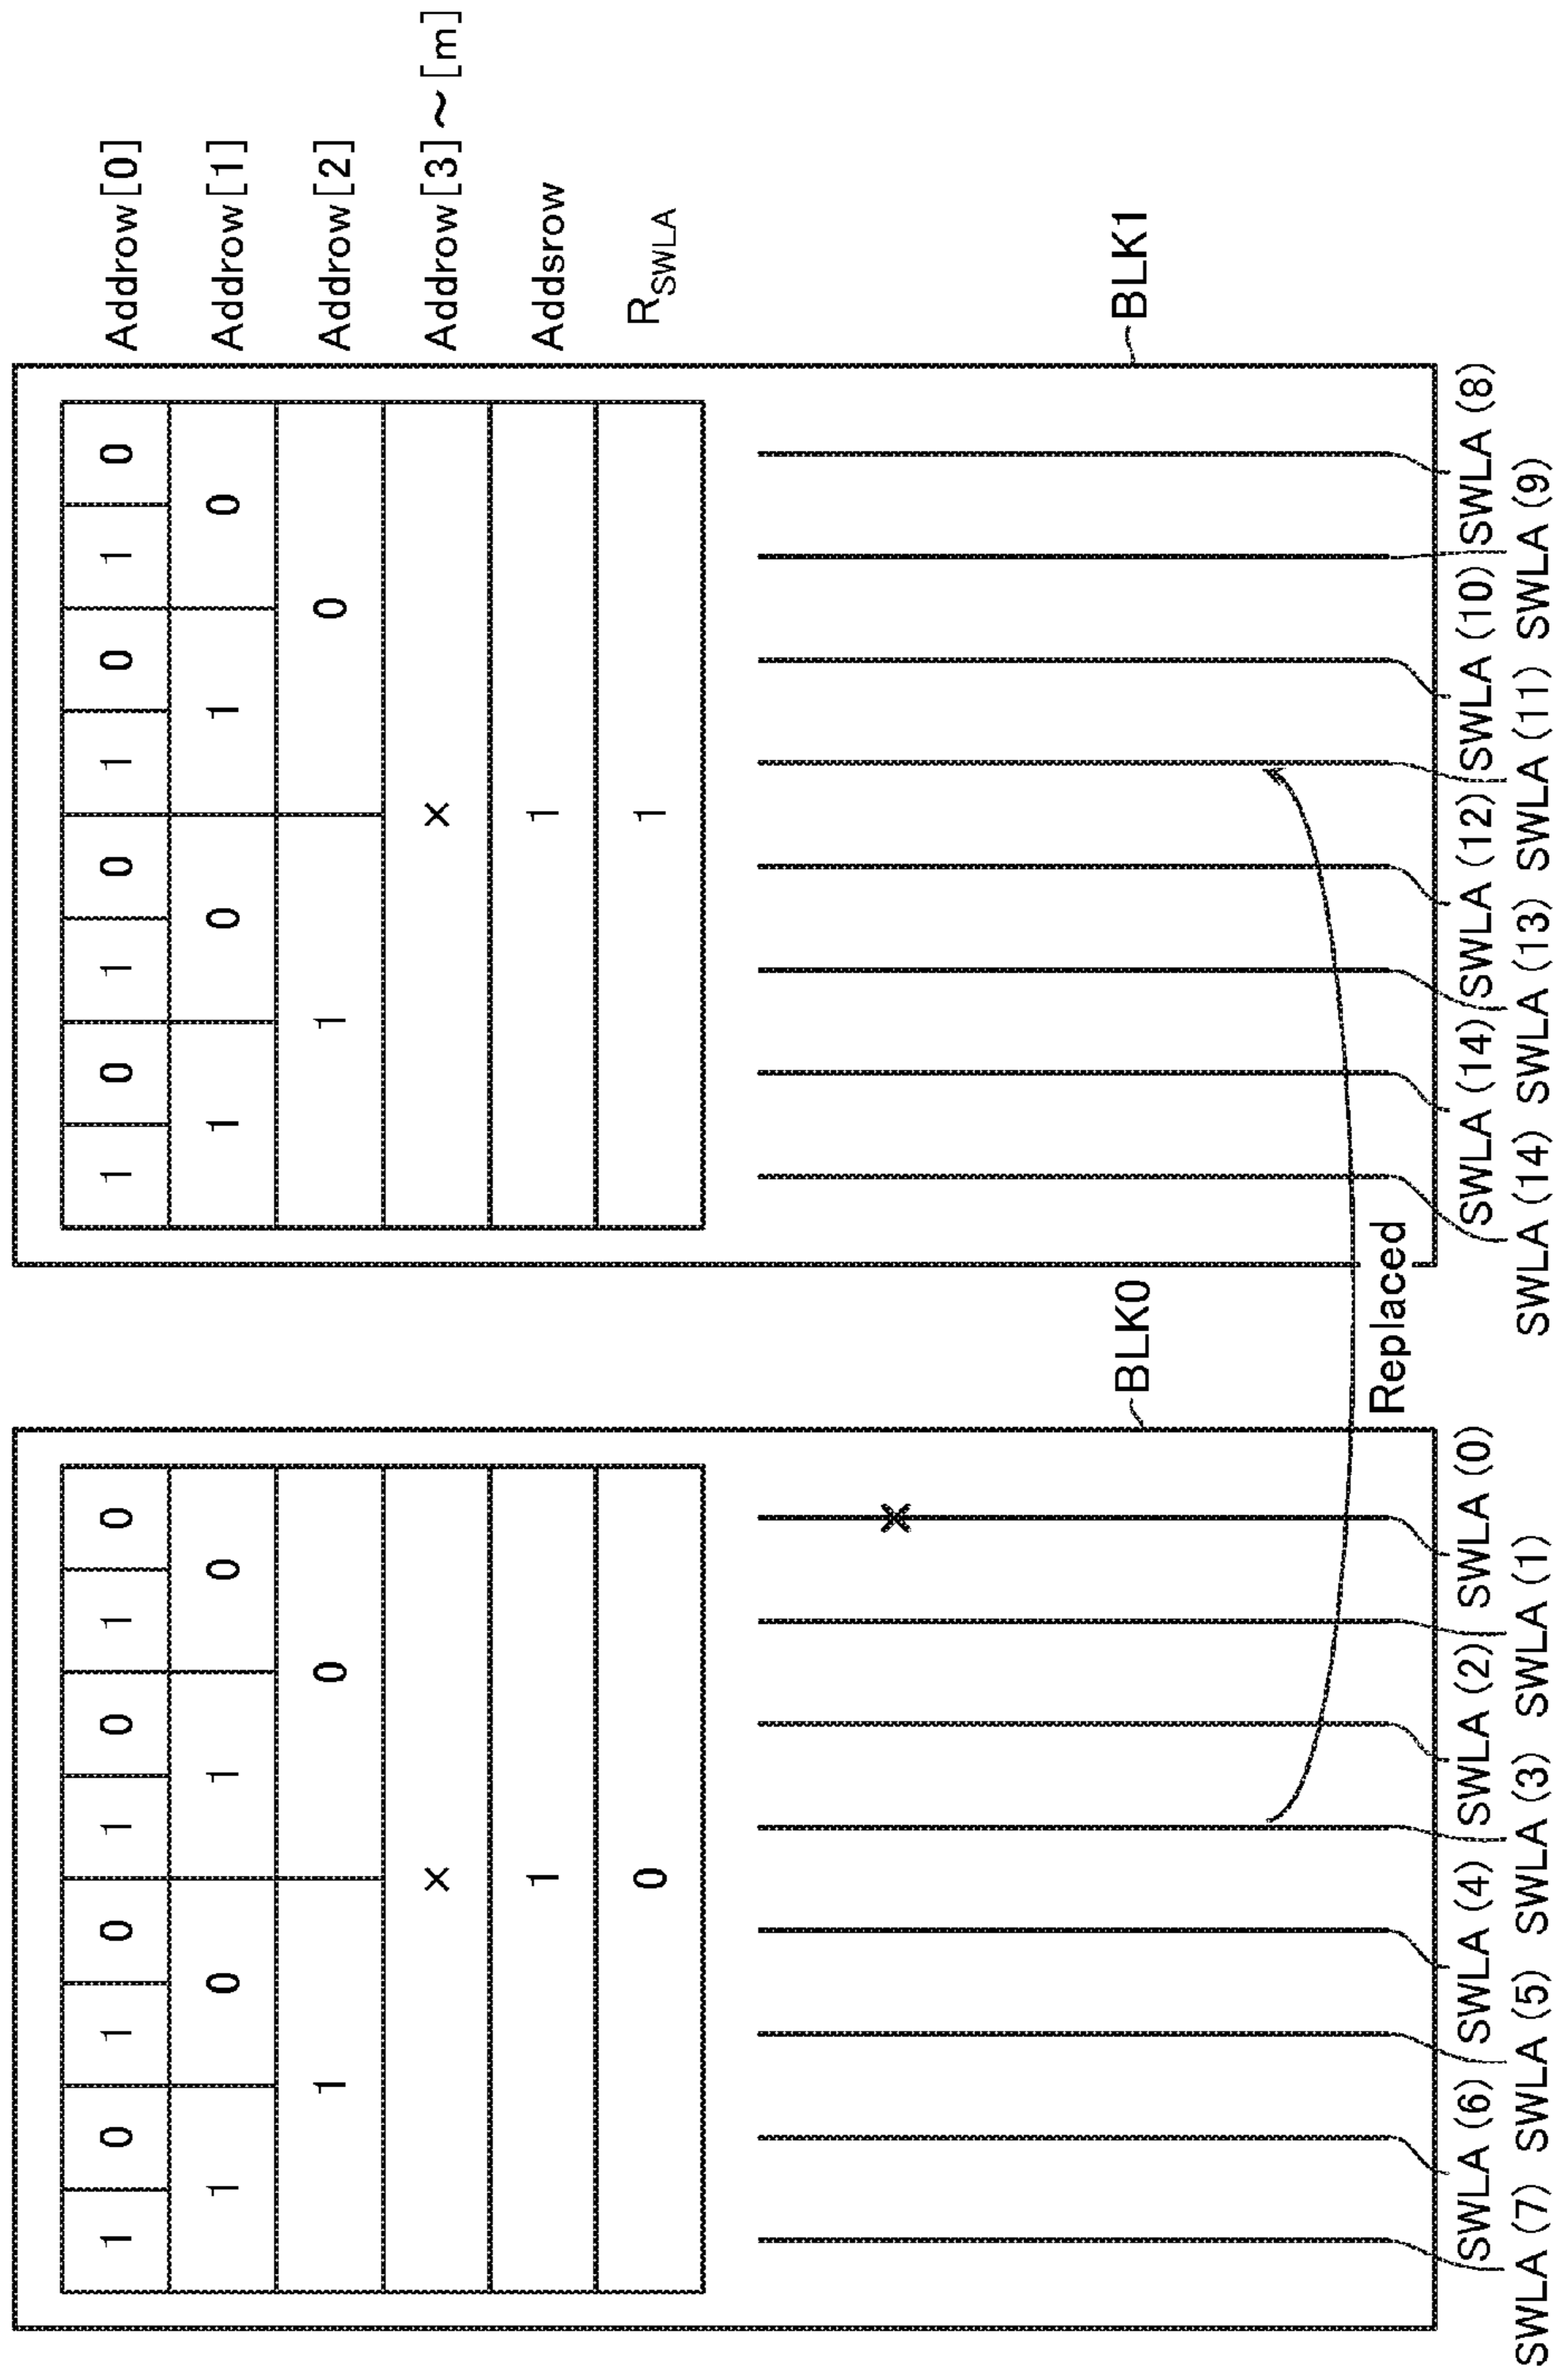 1 0 1 0 1 0 1 0 1 0 1 0 1 0 1 0 Addrow[0]
1 0 1 0 1 0 1 0 Addrow[1]
1 0 1 0 Addrow[2]
× × Addrow[3]~[m]
1 1 Addsrow
0 1 RSWLA
×
BLK0 BLK1
Replaced
SWLA (6) SWLA (4) SWLA (2) SWLA (0) SWLA (14) SWLA (12) SWLA (10) SWLA (8)
SWLA (7) SWLA (5) SWLA (3) SWLA (1) SWLA (14) SWLA (13) SWLA (11) SWLA (9)